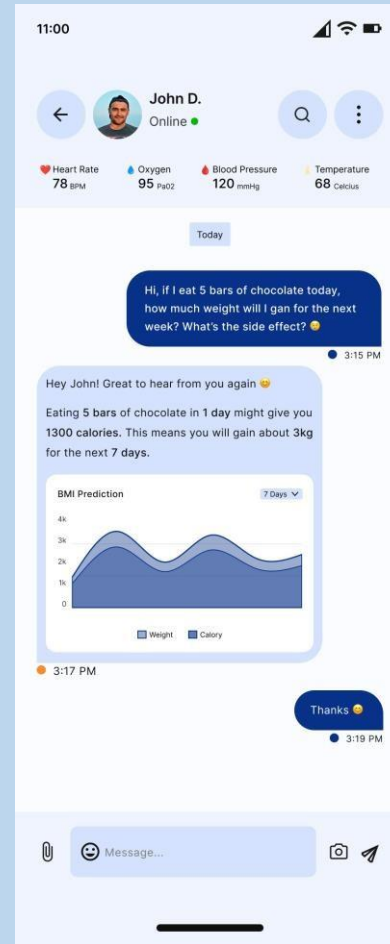 11:00
John D.
Online
Heart Rate
78 BPM
Oxygen
95 Pa02
Blood Pressure
120 mmHg
Temperature
68 Celcius
Today
Hi, if I eat 5 bars of chocolate today,
how much weight will I gan for the next
week? What's the side effect?
3:15 PM
Hey John! Great to hear from you again
Eating 5 bars of chocolate in 1 day might give you
1300 calories. This means you will gain about 3kg
for the next 7 days.
BMI Prediction
7 Days
4k
3k
2k
1k
0
Weight
Calory
3:17 PM
Thanks
3:19 PM
Message...